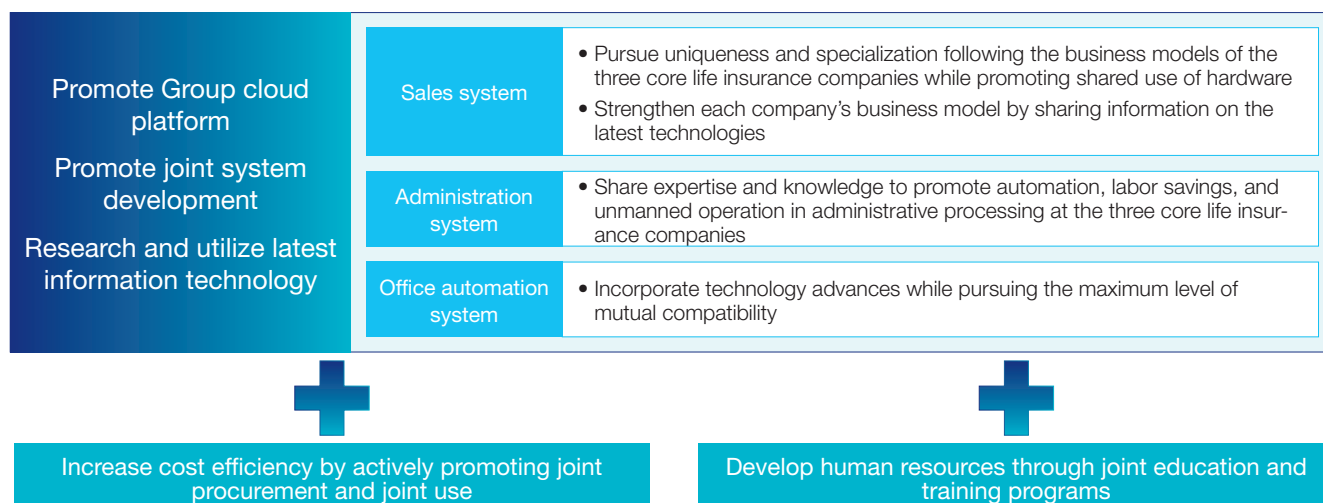 Promote Group cloud
platform
Promote joint system
development
Research and utilize latest
information technology
Sales system
• Pursue uniqueness and specialization following the business models of the
three core life insurance companies while promoting shared use of hardware
• Strengthen each company’s business model by sharing information on the
latest technologies
Administration
system
• Share expertise and knowledge to promote automation, labor savings, and
unmanned operation in administrative processing at the three core life insur-
ance companies
Office automation
system
• Incorporate technology advances while pursuing the maximum level of
mutual compatibility
Increase cost efficiency by actively promoting joint
procurement and joint use
Develop human resources through joint education and
training programs